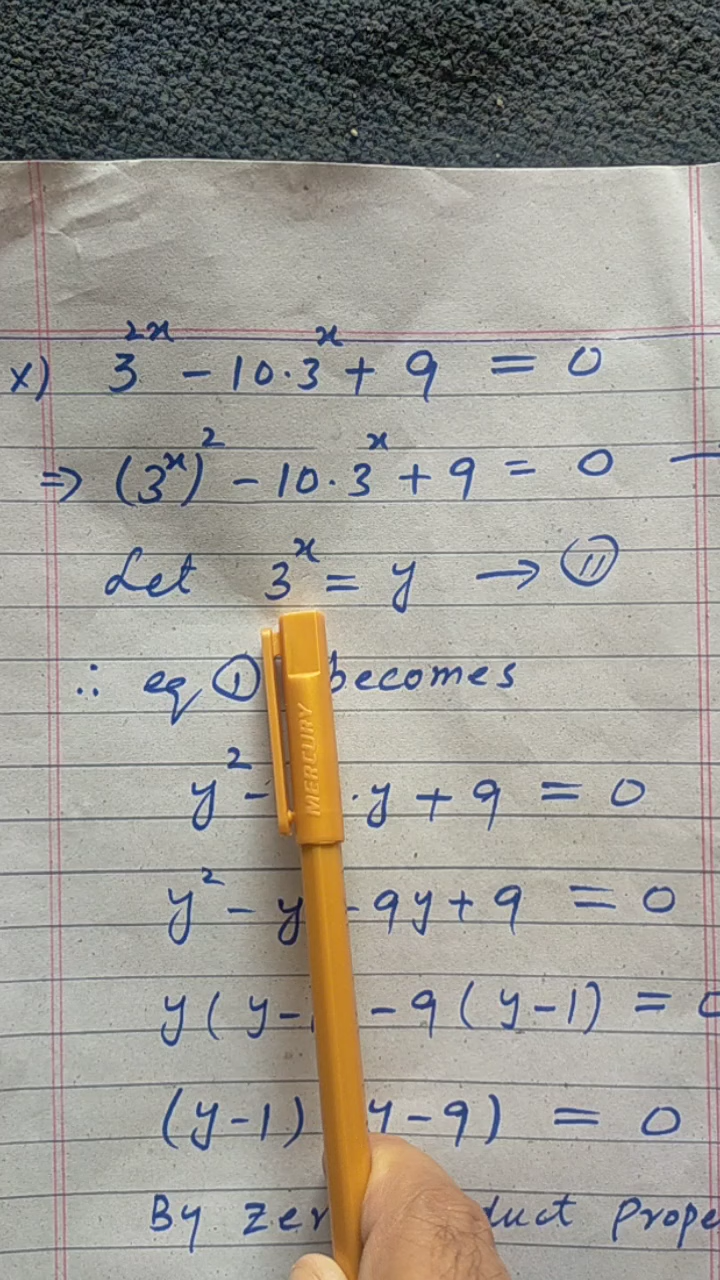 x) 3^{2x} - 10·3^x + 9 = 0
⇒ (3^x)^2 - 10·3^x + 9 = 0 —
Let 3^x = y → (II)
∴ eq (I) becomes
y^2 - ·y + 9 = 0
y^2 - y - 9y + 9 = 0
y(y- - 9(y-1) = 0
(y-1) y-9) = 0
By zer duct prope
MERCURY